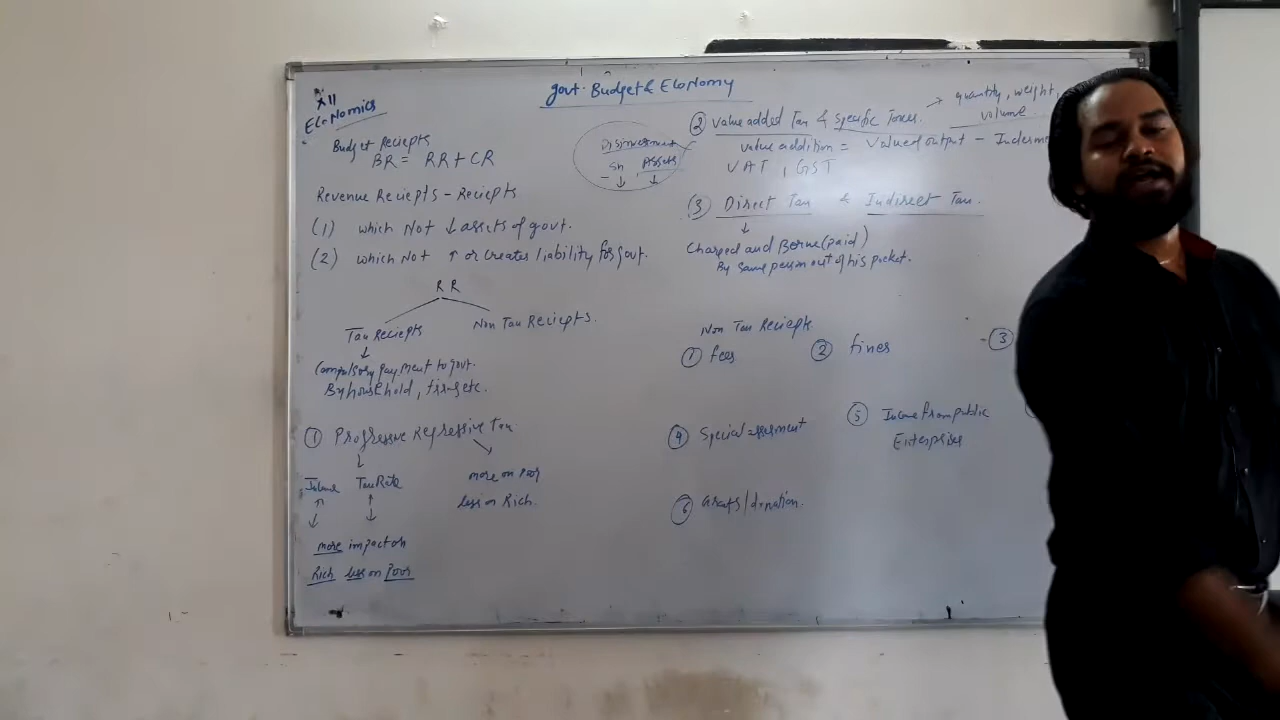 XII
Economics
govt. Budget & Economy
Budget Reciepts
BR = RR + CR
Revenue Reciepts - Reciepts
(1) which Not ↓ assets of govt.
(2) which Not ↑ or creates liability for govt.
RR
Tax Reciepts Non Tax Reciepts.
↓
Compulsory payment to govt.
By household, firms etc.
① Progressive Regressive Tax
Income Tax Rate
more on Poor
less on Rich.
more impact on
Rich less on Poor
Disinvestment
Assets
② Value added Tax & Specific Taxes. → quantity, weight,
volume
value addition = Value of output -
VAT, GST
(3) Direct Tax & Indirect Tax.
↓
Charged and Borne (paid)
By same person out of his pocket.
Non Tax Reciepts
① fees ② fines ③
④ Special assesment ⑤ Income from public
Enterprises
⑥ Grants/donation.